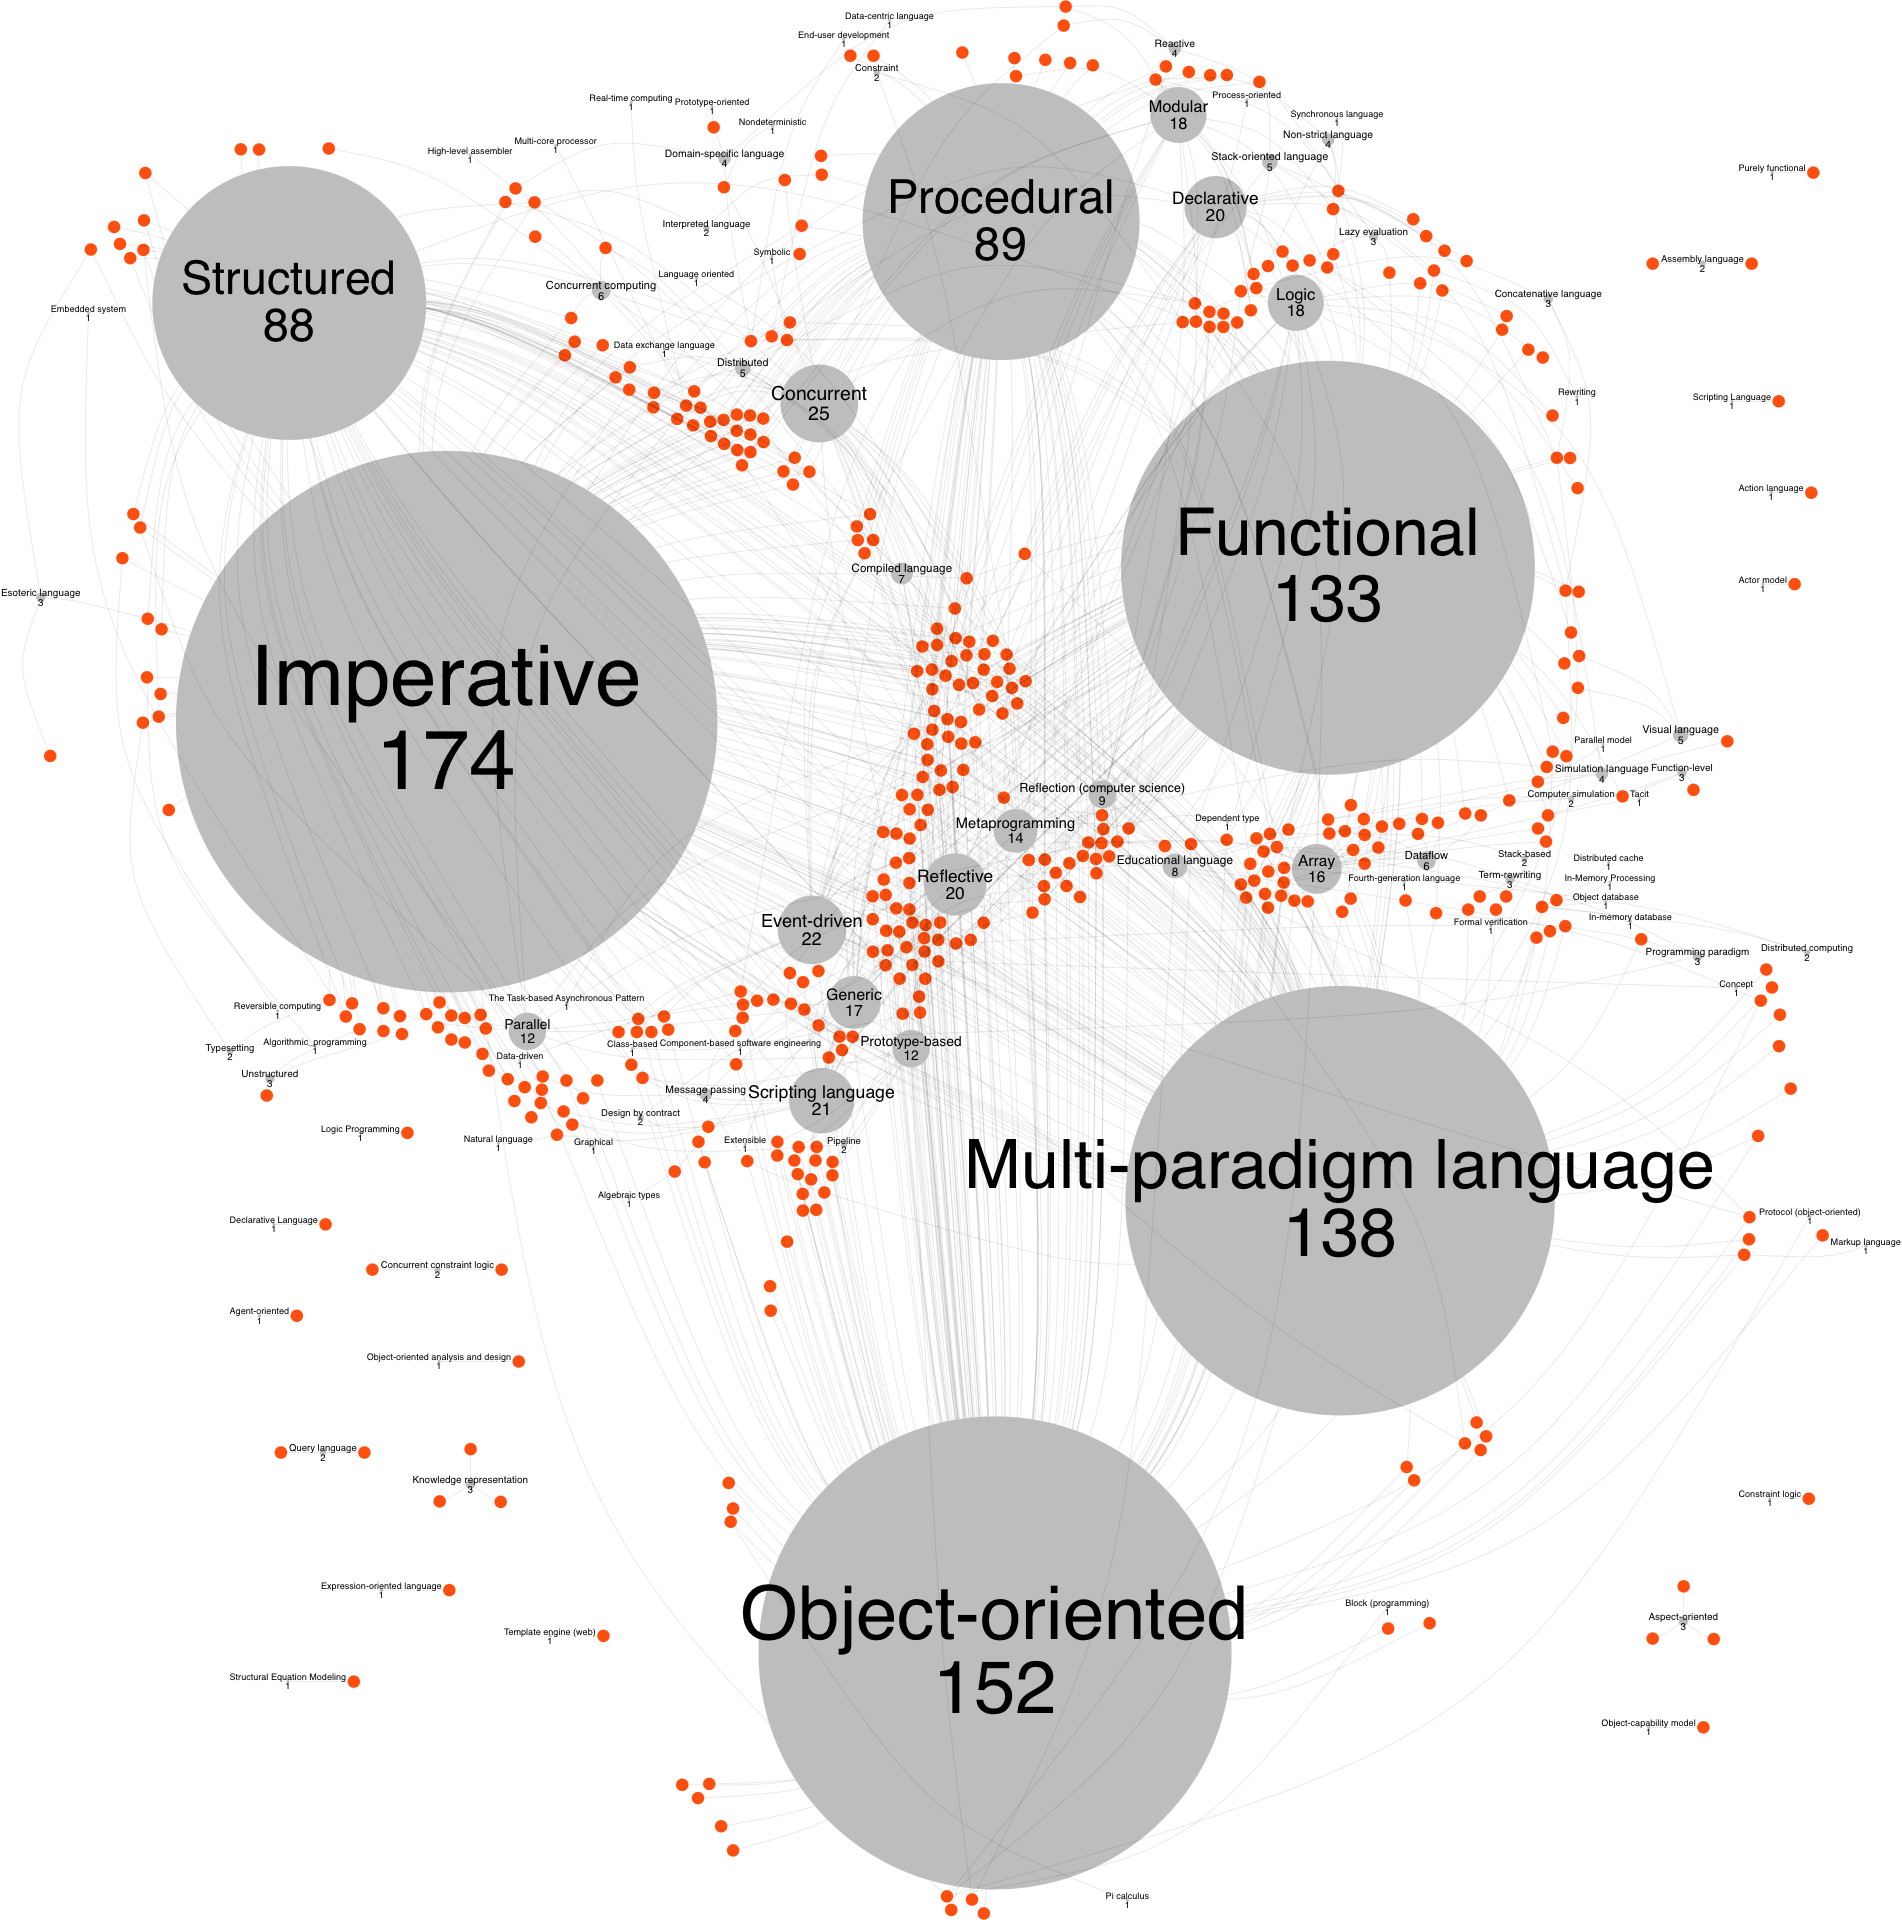 Data-centric language
1
End-user development
1
Constraint
2
Reactive
4
Real-time computing
1
Prototype-oriented
1
Nondeterministic
1
Modular
18
Process-oriented
1
Synchronous language
1
Non-strict language
4
Multi-core processor
1
High-level assembler
1
Domain-specific language
4
Stack-oriented language
5
Purely functional
1
Procedural
89
Declarative
20
Interpreted language
2
Lazy evaluation
3
Symbolic
1
Assembly language
2
Structured
88
Language oriented
1
Concurrent computing
6
Logic
18
Concatenative language
3
Embedded system
1
Data exchange language
1
Distributed
5
Concurrent
25
Rewriting
1
Scripting Language
1
Action language
1
Functional
133
Compiled language
7
Actor model
1
Esoteric language
3
Imperative
174
Visual language
5
Parallel model
1
Simulation language
4
Function-level
3
Reflection (computer science)
9
Computer simulation
2
Tacit
1
Metaprogramming
14
Dependent type
1
Educational language
8
Array
16
Dataflow
6
Stack-based
2
Distributed cache
1
Reflective
20
Fourth-generation language
1
Term-rewriting
3
In-Memory Processing
1
Object database
1
Event-driven
22
Formal verification
1
In-memory database
1
Programming paradigm
3
Distributed computing
2
Concept
1
Generic
17
The Task-based Asynchronous Pattern
1
Reversible computing
1
Parallel
12
Prototype-based
12
Typesetting
2
Algorithmic_programming
1
Class-based
1
Component-based software engineering
1
Data-driven
1
Unstructured
3
Message passing
4
Scripting language
21
Design by contract
2
Logic Programming
1
Natural language
1
Graphical
1
Extensible
1
Pipeline
2
Multi-paradigm language
138
Algebraic types
1
Declarative Language
1
Protocol (object-oriented)
1
Markup language
1
Concurrent constraint logic
2
Agent-oriented
1
Object-oriented analysis and design
1
Query language
2
Knowledge representation
3
Constraint logic
1
Expression-oriented language
1
Block (programming)
1
Aspect-oriented
3
Template engine (web)
1
Object-oriented
152
Structural Equation Modeling
1
Object-capability model
1
Pi calculus
1